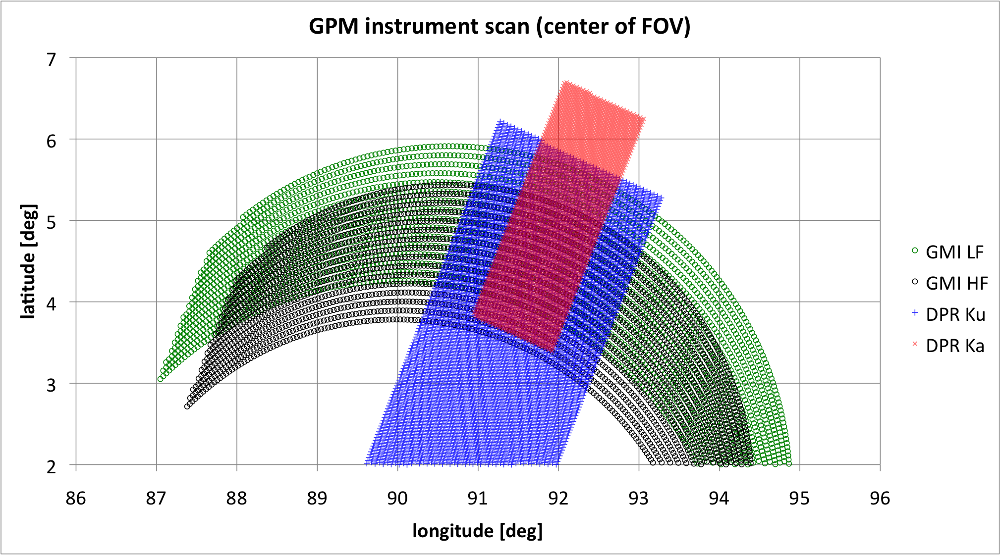 GPM instrument scan (center of FOV)
7
6
5
4
3
2
latitude [deg]
86 87 88 89 90 91 92 93 94 95 96
longitude [deg]
GMI LF
GMI HF
DPR Ku
DPR Ka